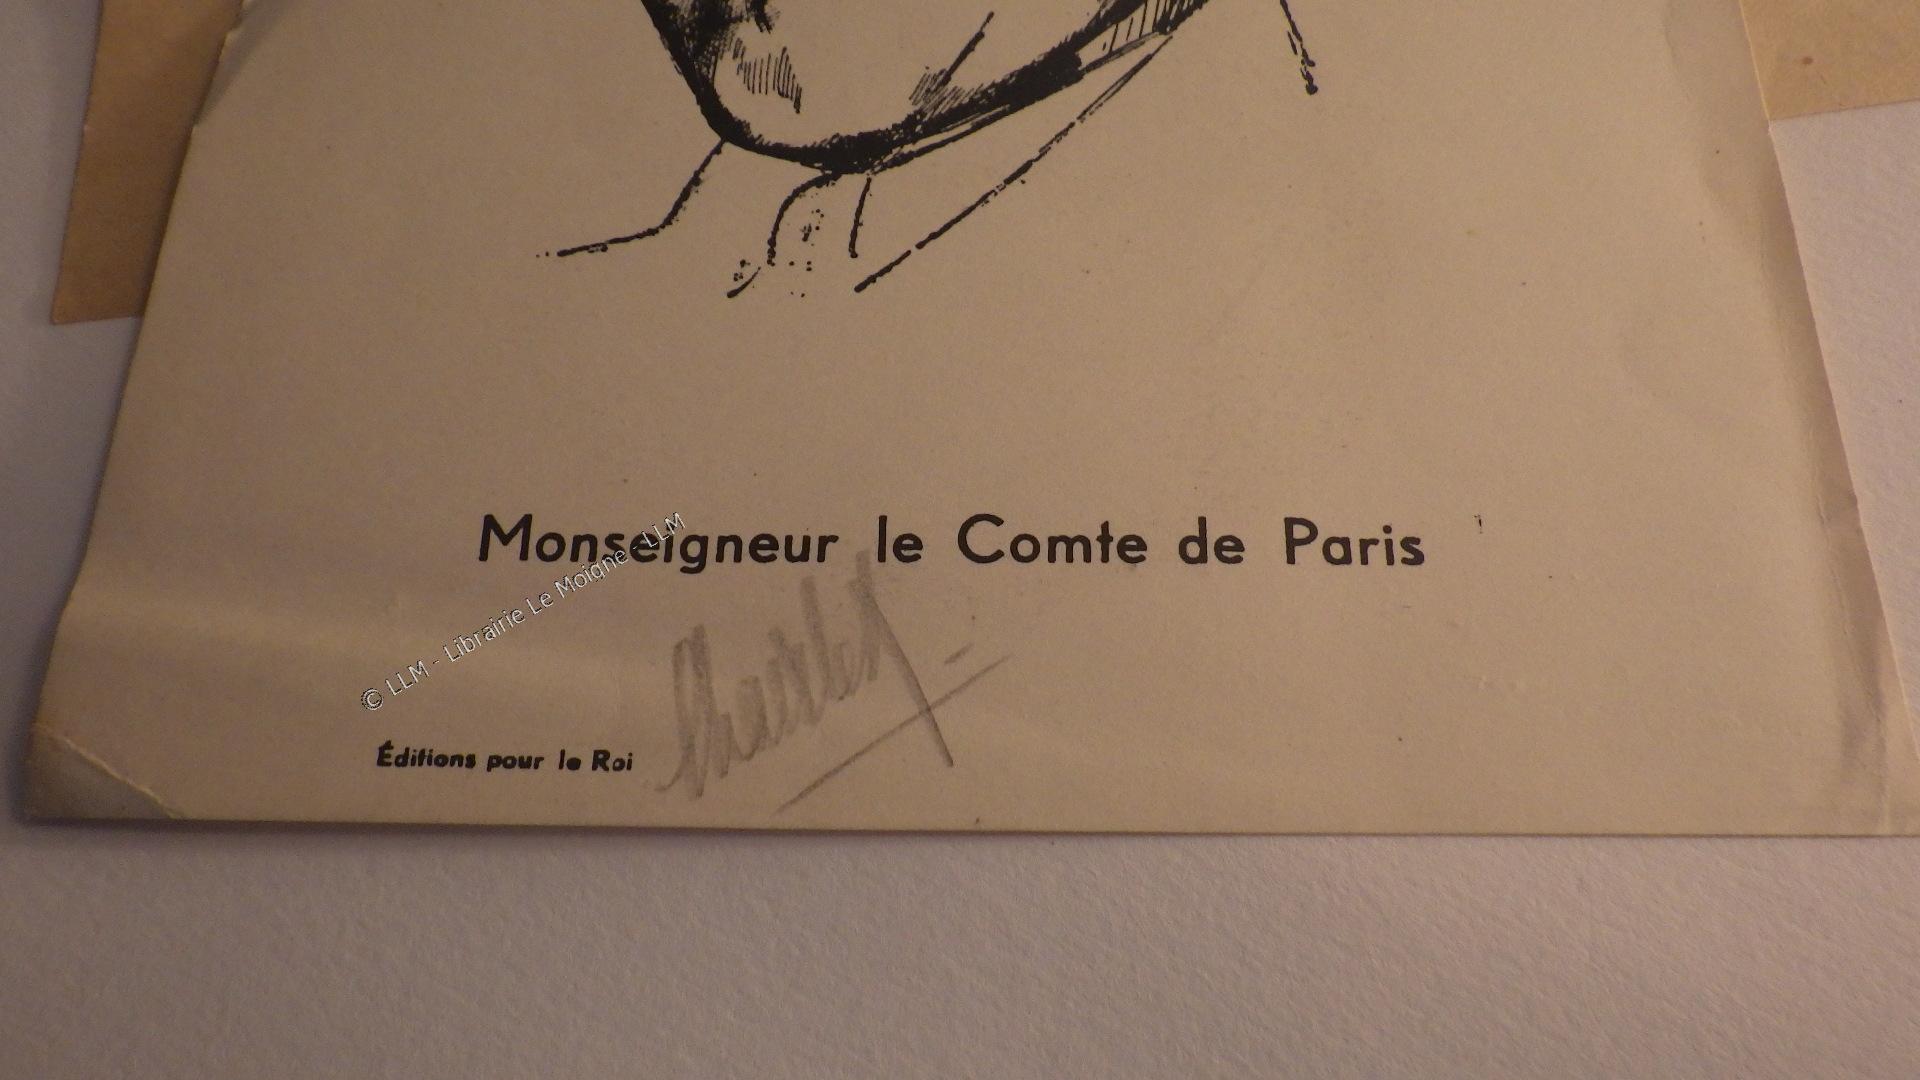 Monseigneur le Comte de Paris
© LLM - Librairie Le Moigne - LLM
Éditions pour le Roi